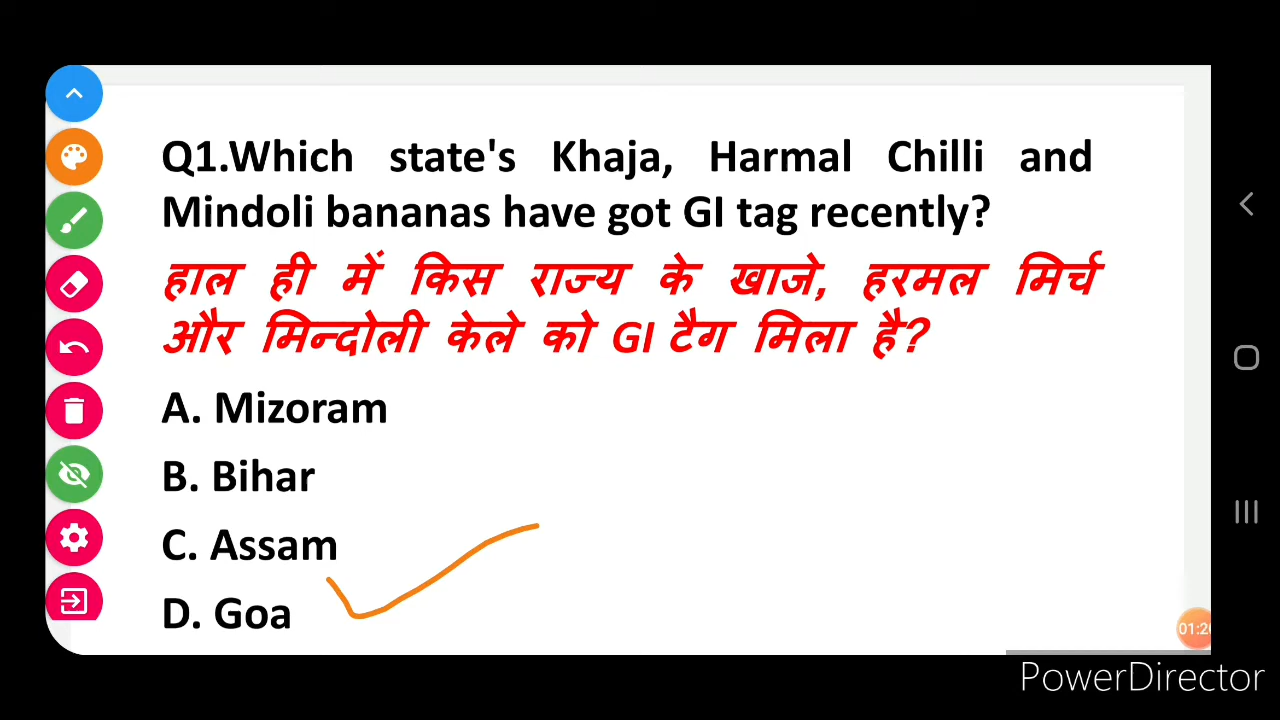 Q1.Which state's Khaja, Harmal Chilli and
Mindoli bananas have got GI tag recently?
हाल ही में किस राज्य के खाजे, हरमल मिर्च
और मिन्दोली केले को GI टैग मिला है?
A. Mizoram
B. Bihar
C. Assam
D. Goa
PowerDirector